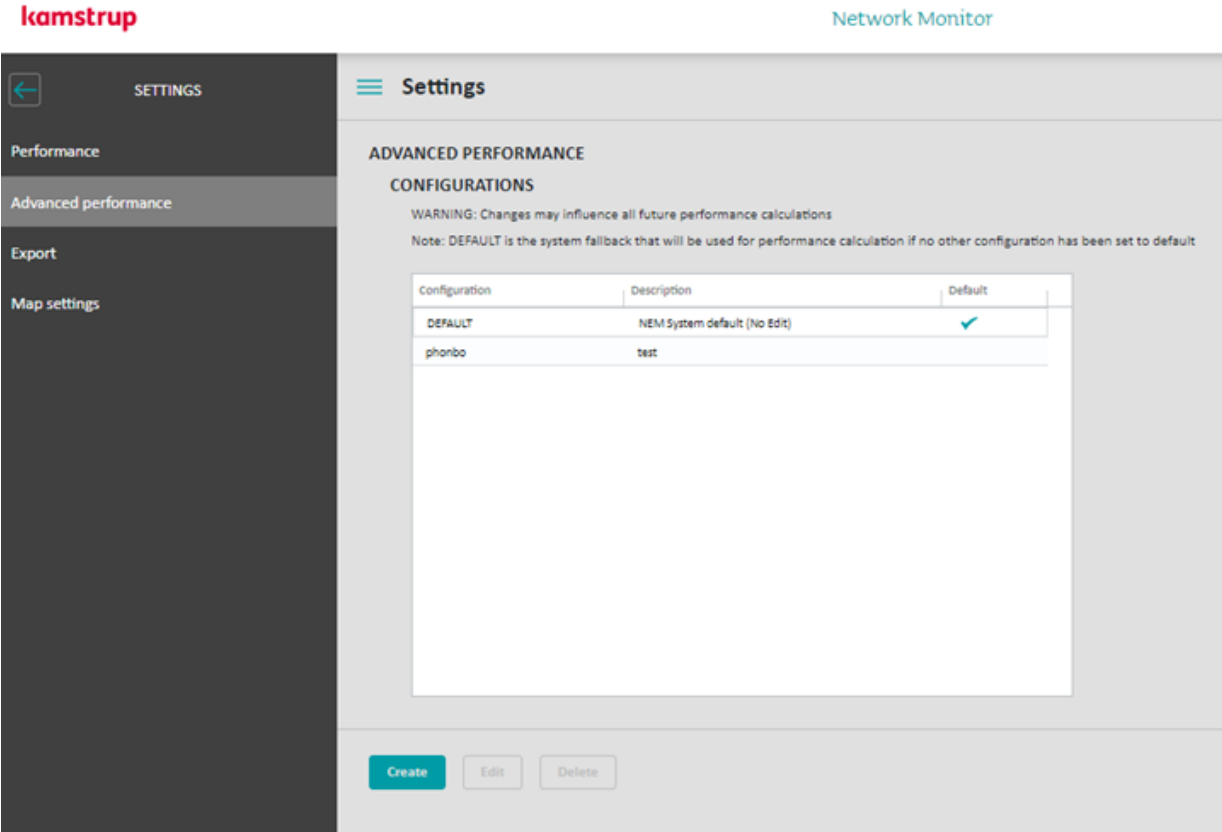 kamstrup
Network Monitor
SETTINGS
Performance
Advanced performance
Export
Map settings
Settings
ADVANCED PERFORMANCE
CONFIGURATIONS
WARNING: Changes may influence all future performance calculations
Note: DEFAULT is the system fallback that will be used for performance calculation if no other configuration has been set to default
Configuration Description Default
DEFAULT NEM System default (No Edit)
phonbo test
Create Edit Delete